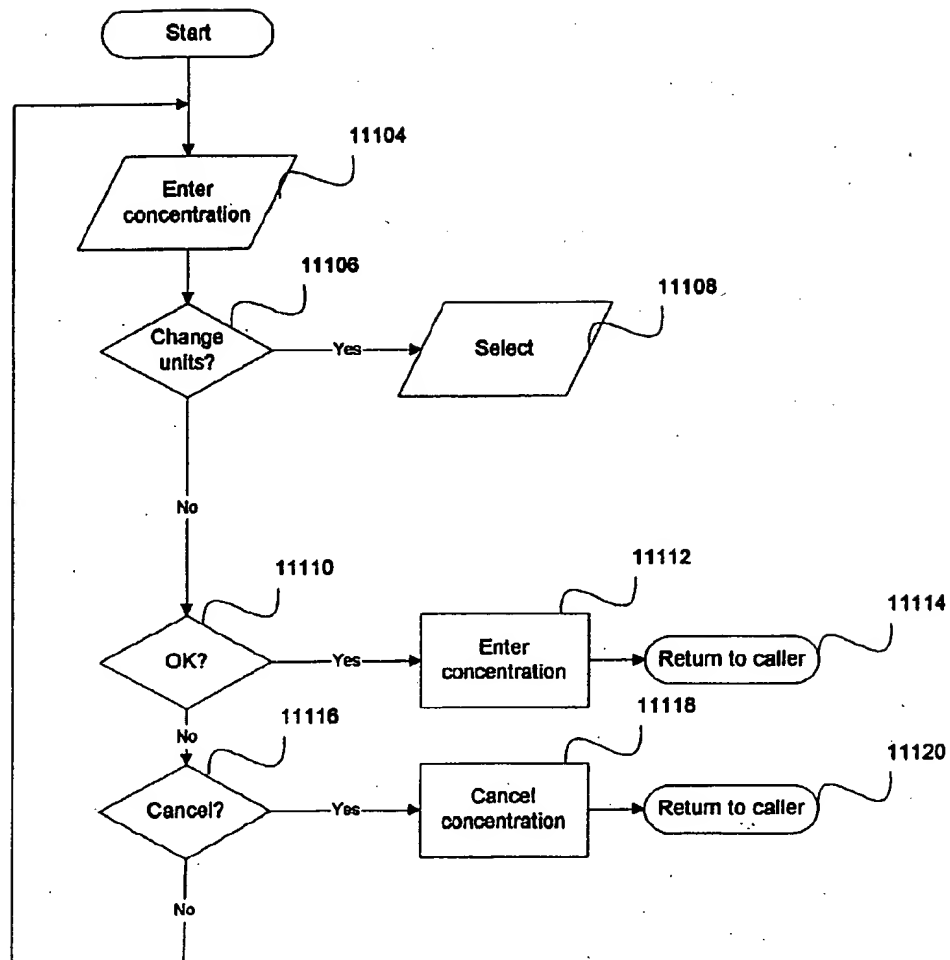 Start
11104
Enter
concentration
11106
Change
units?
Yes
11108
Select
No
11110
OK?
Yes
11112
Enter
concentration
11114
Return to caller
No
11116
Cancel?
Yes
11118
Cancel
concentration
11120
Return to caller
No